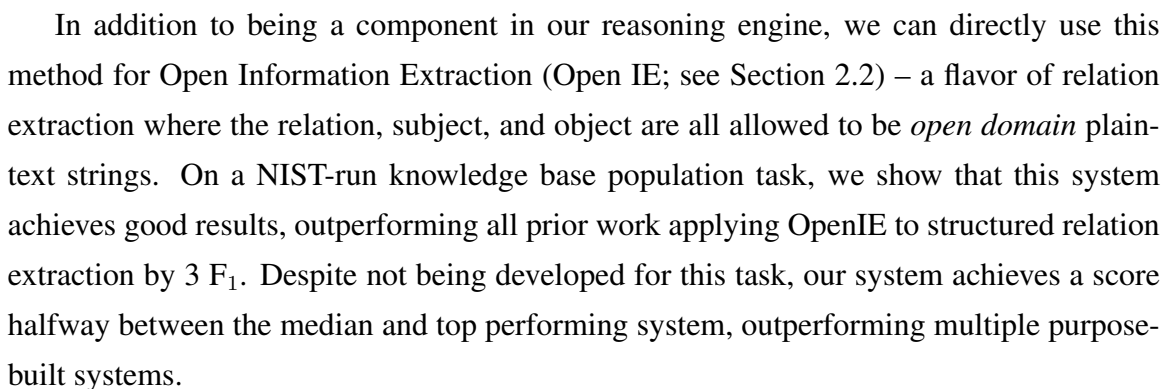 In addition to being a component in our reasoning engine, we can directly use this
method for Open Information Extraction (Open IE; see Section 2.2) – a flavor of relation
extraction where the relation, subject, and object are all allowed to be open domain plain-
text strings. On a NIST-run knowledge base population task, we show that this system
achieves good results, outperforming all prior work applying OpenIE to structured relation
extraction by 3 F₁. Despite not being developed for this task, our system achieves a score
halfway between the median and top performing system, outperforming multiple purpose-
built systems.